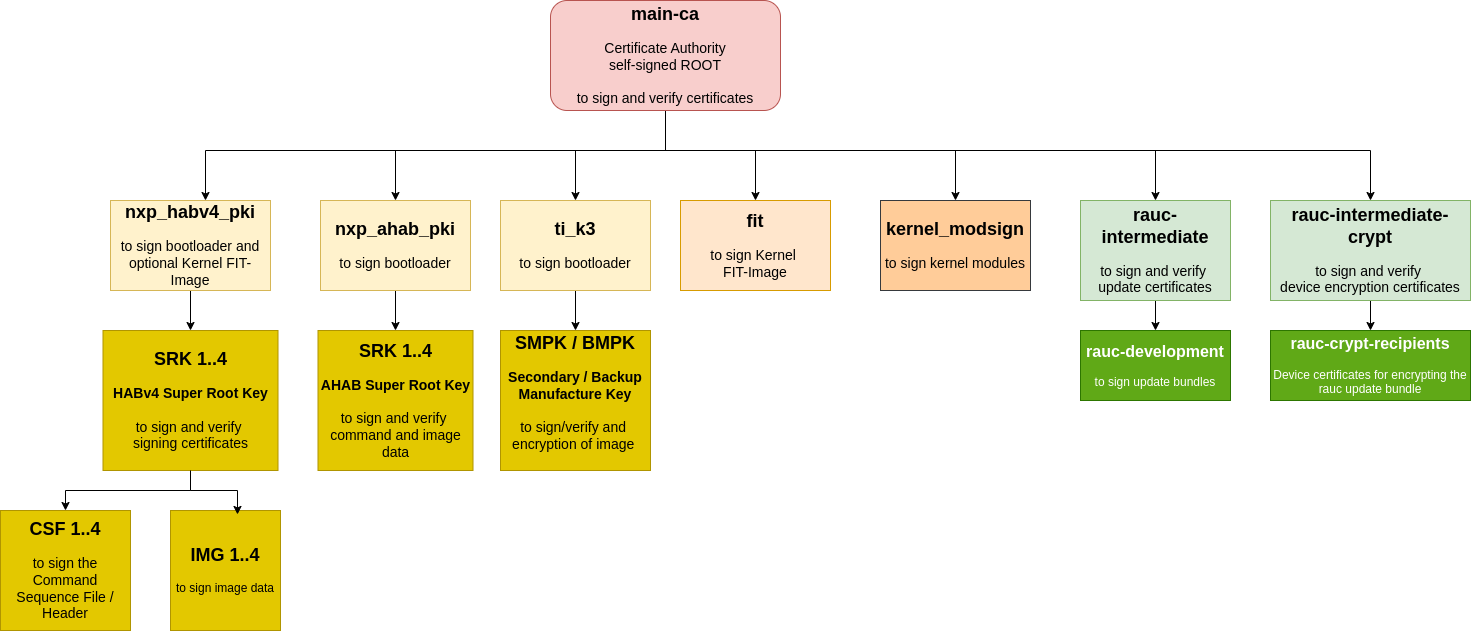 main-ca
Certificate Authority
self-signed ROOT
to sign and verify certificates
nxp_habv4_pki
to sign bootloader and
optional Kernel FIT-
Image
nxp_ahab_pki
to sign bootloader
ti_k3
to sign bootloader
fit
to sign Kernel
FIT-Image
kernel_modsign
to sign kernel modules
rauc-
intermediate
to sign and verify
update certificates
rauc-intermediate-
crypt
to sign and verify
device encryption certificates
SRK 1..4
HABv4 Super Root Key
to sign and verify
signing certificates
SRK 1..4
AHAB Super Root Key
to sign and verify
command and image
data
SMPK / BMPK
Secondary / Backup
Manufacture Key
to sign/verify and
encryption of image
rauc-development
to sign update bundles
rauc-crypt-recipients
Device certificates for encrypting the
rauc update bundle
CSF 1..4
to sign the
Command
Sequence File /
Header
IMG 1..4
to sign image data